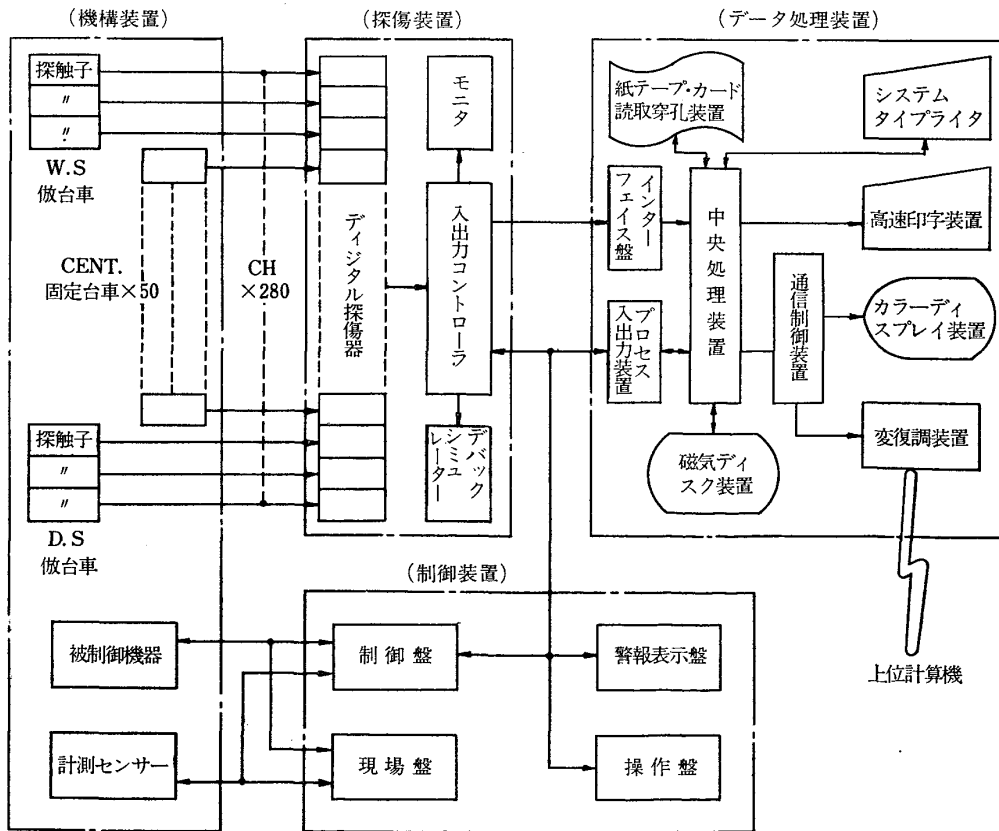 (機構装置)
(探傷装置)
(データ処理装置)
探触子
〃
〃
W.S
倣台車
CENT.
固定台車×50
CH
×280
探触子
〃
〃
D.S
倣台車
被制御機器
計測センサー
ディジタル探傷器
モニタ
入出力コントローラ
デバック
シミュ
レーター
紙テープ・カード
読取穿孔装置
システム
タイプライタ
インター
フェイス盤
中央処理装置
高速印字装置
プロセス
入出力装置
通信制御装置
カラーディ
スプレイ装置
磁気ディ
スク装置
変復調装置
上位計算機
(制御装置)
制御盤
警報表示盤
現場盤
操作盤